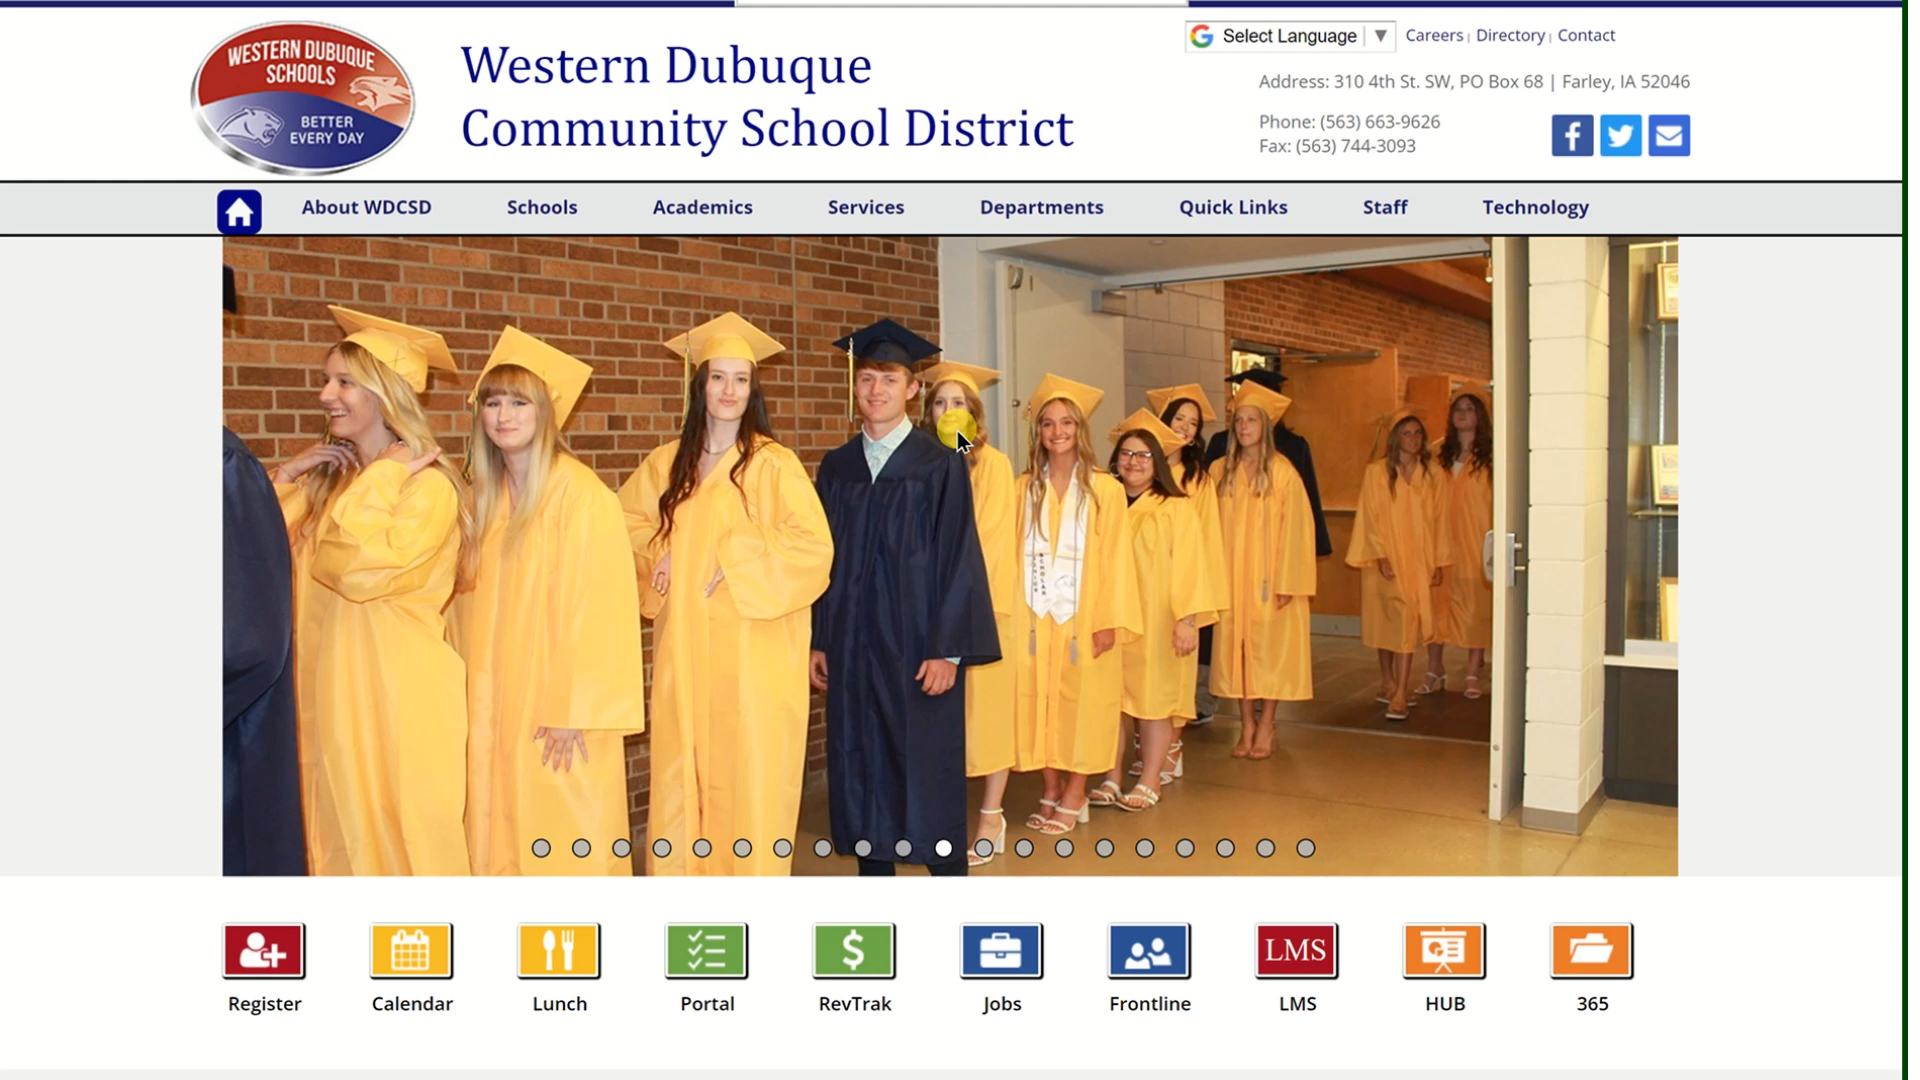 WESTERN DUBUQUE
SCHOOLS
BETTER
EVERY DAY
Western Dubuque
Community School District
Select Language ▼
Careers | Directory | Contact
Address: 310 4th St. SW, PO Box 68 | Farley, IA 52046
Phone: (563) 663-9626
Fax: (563) 744-3093
About WDCSD Schools Academics Services Departments Quick Links Staff Technology
LMS
Register Calendar Lunch Portal RevTrak Jobs Frontline LMS HUB 365